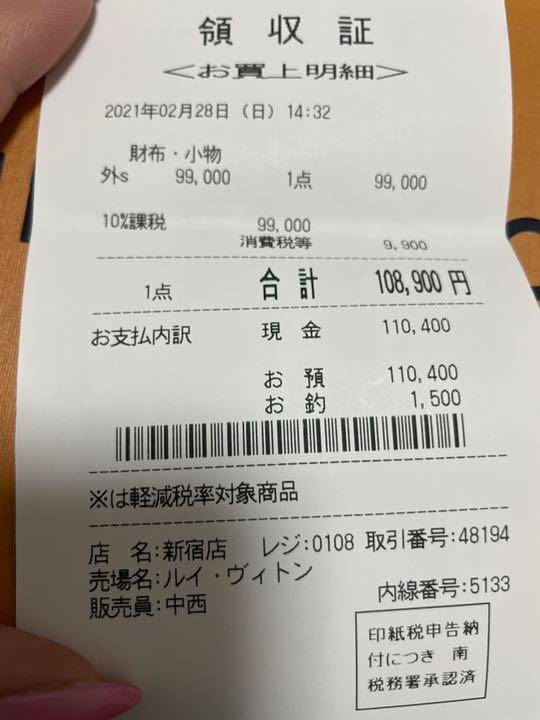 領収証
<お買上明細>
2021年02月28日（日）14:32
財布・小物
外s 99,000 1点 99,000
10%課税 99,000
消費税等 9,900
1点 合計 108,900円
お支払内訳 現金 110,400
お預 110,400
お釣 1,500
※は軽減税率対象商品
店 名:新宿店 レジ:0108 取引番号:48194
売場名:ルイ・ヴィトン
内線番号:5133
販売員:中西
印紙税申告納
付につき 南
税務署承認済